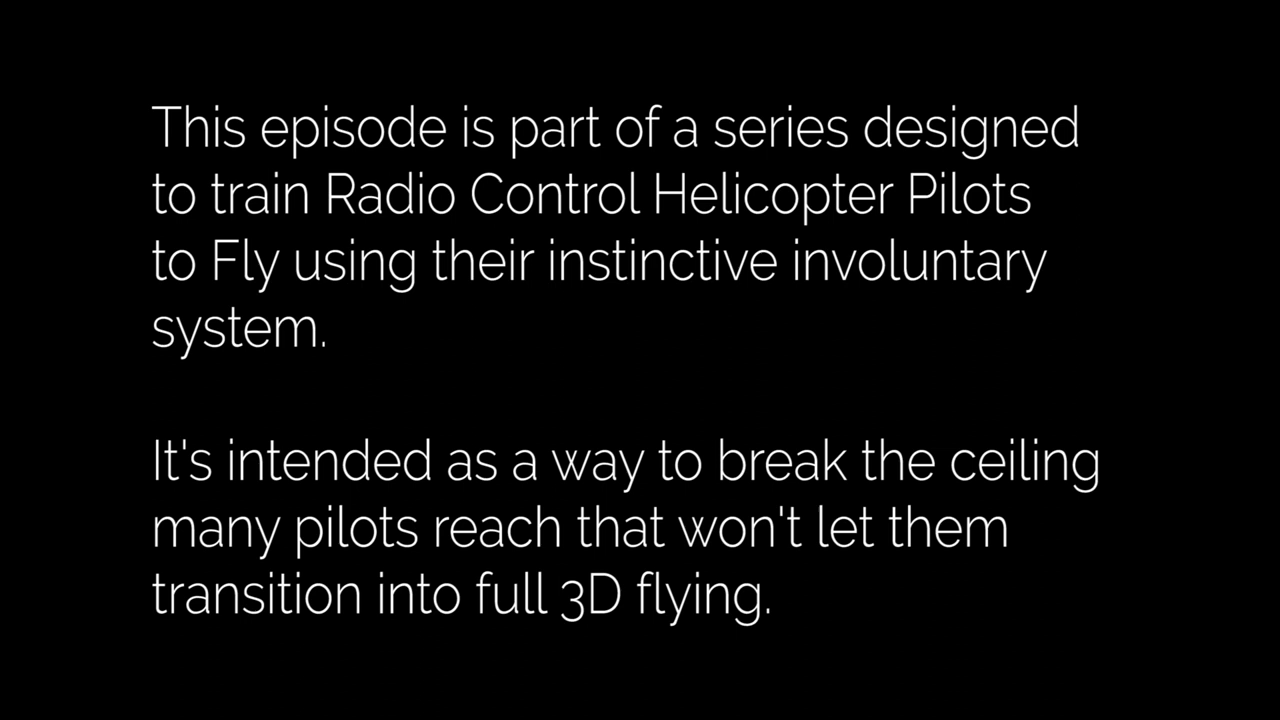 This episode is part of a series designed
to train Radio Control Helicopter Pilots
to Fly using their instinctive involuntary
system.
It's intended as a way to break the ceiling
many pilots reach that won't let them
transition into full 3D flying.